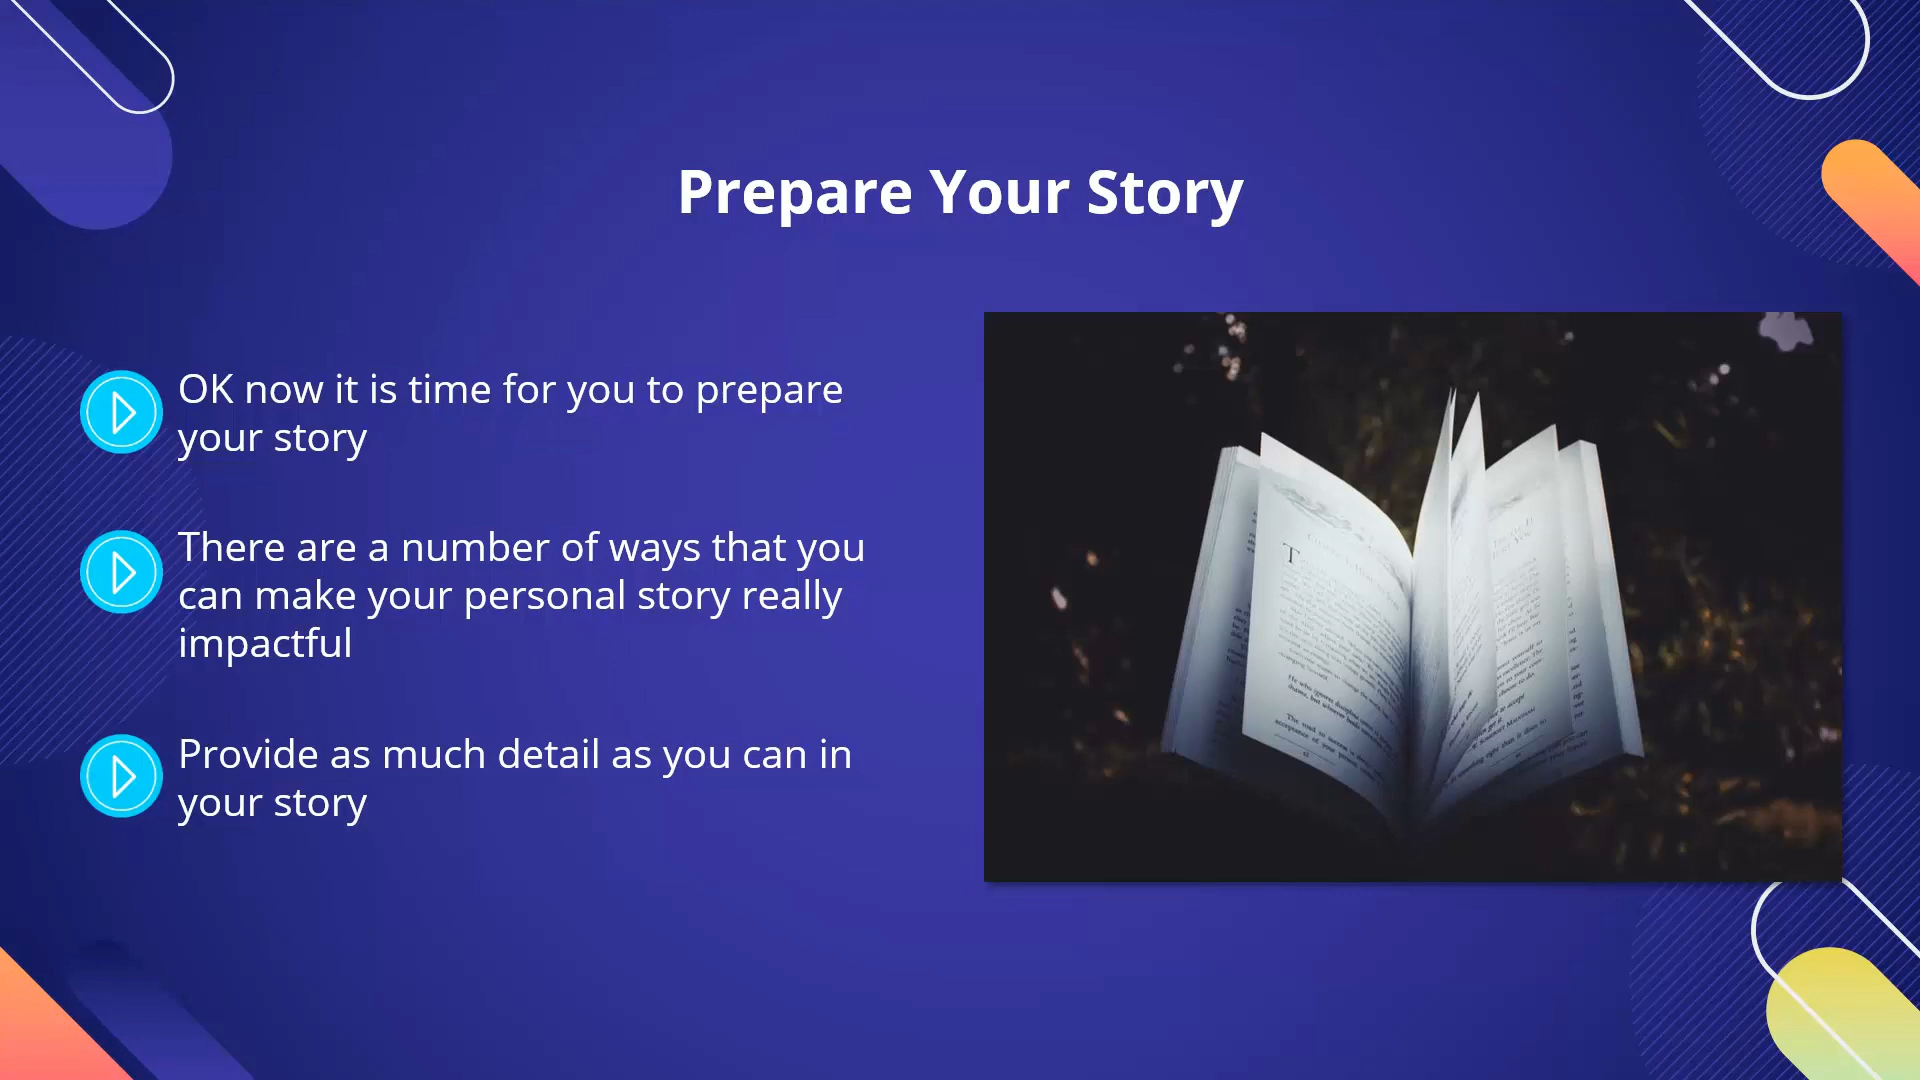 Prepare Your Story
OK now it is time for you to prepare
your story
There are a number of ways that you
can make your personal story really
impactful
Provide as much detail as you can in
your story